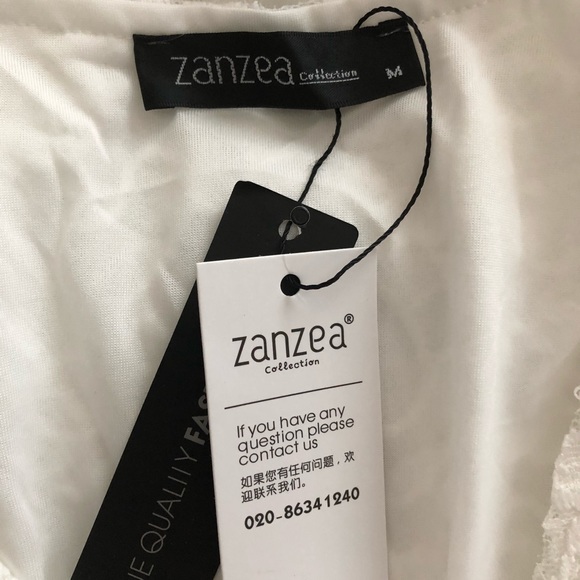 zanzea Collection M
zanzea®
Collection
If you have any
question please
contact us
如果您有任何问题，欢
迎联系我们。
020-86341240
QUALITY FAS